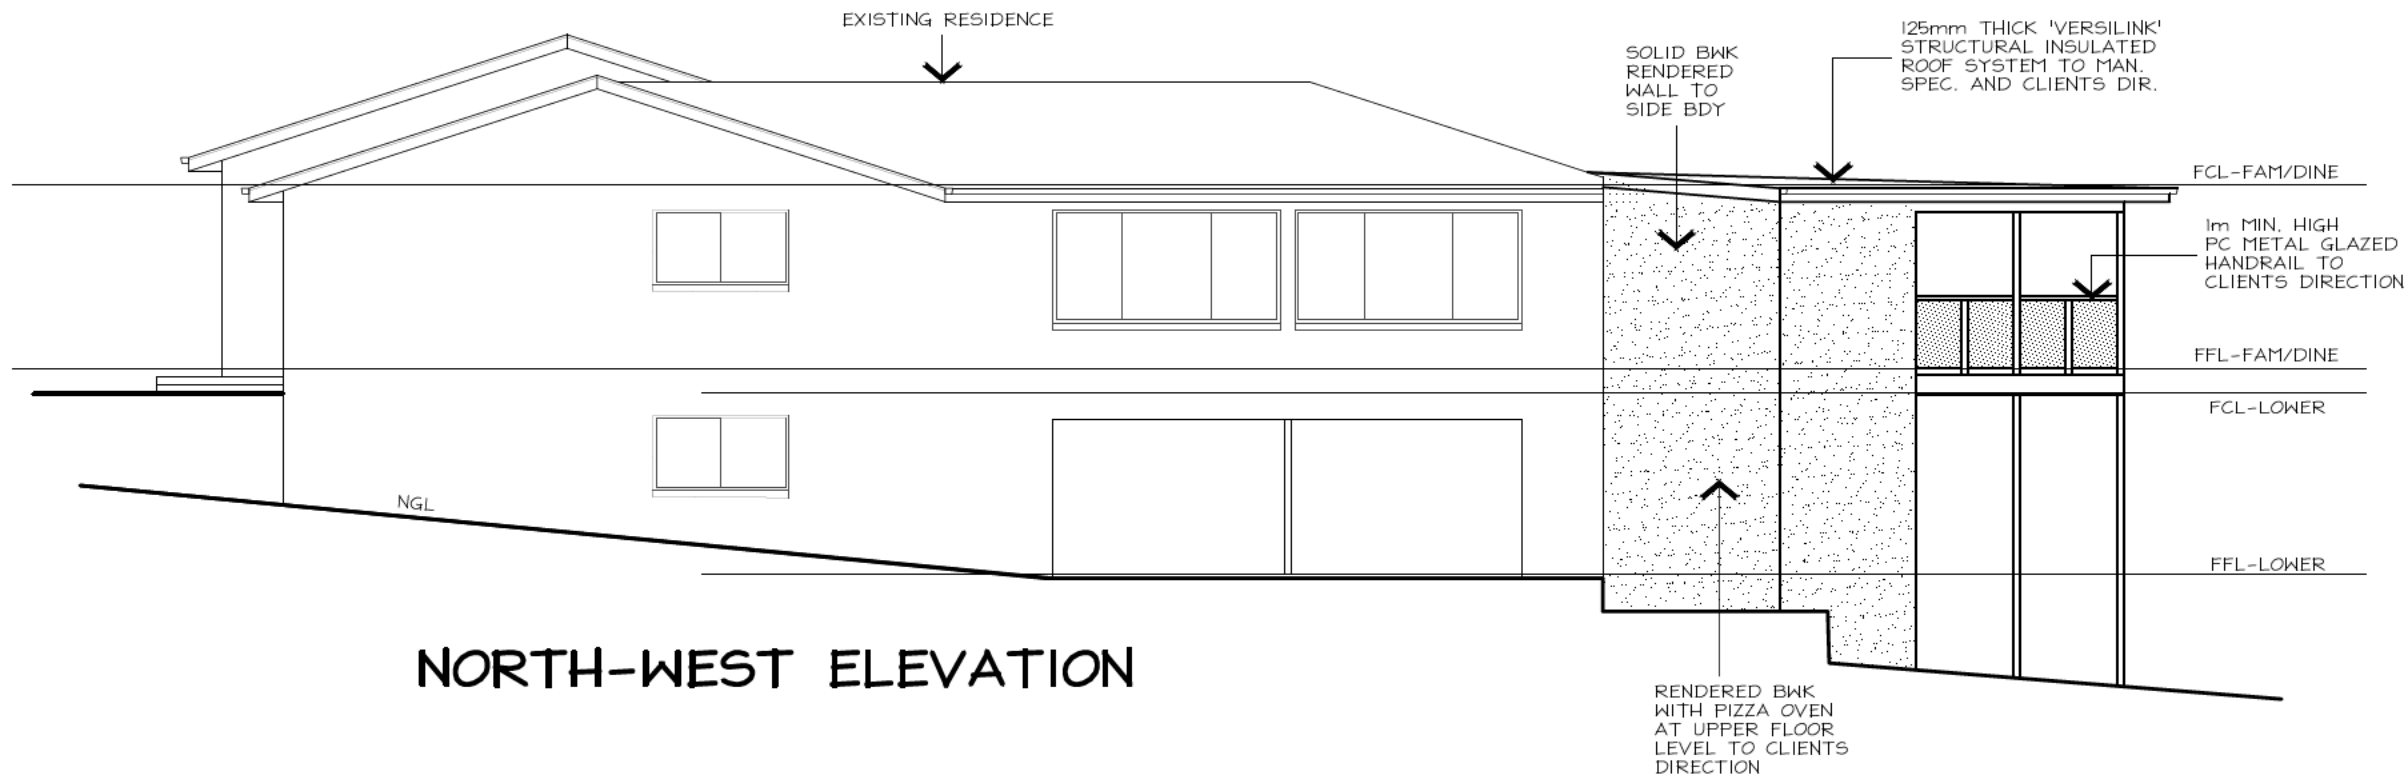 EXISTING RESIDENCE
125mm THICK 'VERSILINK'
STRUCTURAL INSULATED
ROOF SYSTEM TO MAN.
SPEC. AND CLIENTS DIR.
SOLID BWK
RENDERED
WALL TO
SIDE BDY
FCL-FAM/DINE
1m MIN. HIGH
PC METAL GLAZED
HANDRAIL TO
CLIENTS DIRECTION
FFL-FAM/DINE
FCL-LOWER
NGL
FFL-LOWER
NORTH-WEST ELEVATION
RENDERED BWK
WITH PIZZA OVEN
AT UPPER FLOOR
LEVEL TO CLIENTS
DIRECTION